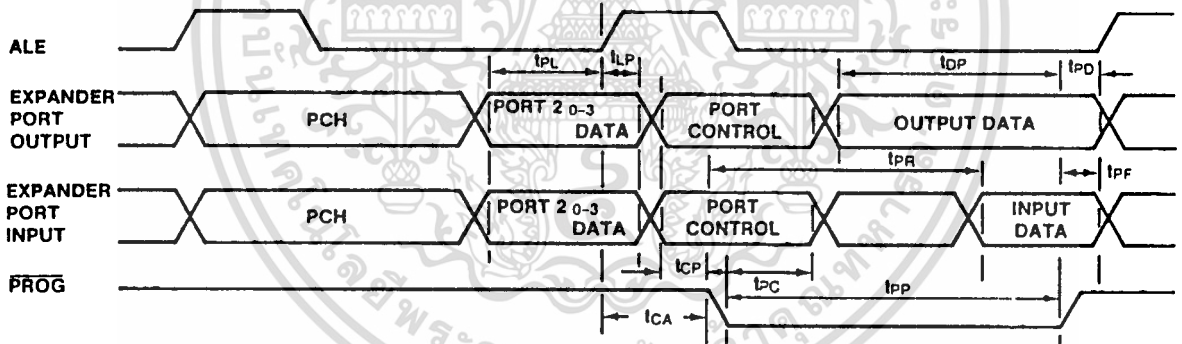 ALE
tPL
tLP
tDP
tPD
EXPANDER
PORT
OUTPUT
PCH
PORT 2 0-3
DATA
PORT
CONTROL
OUTPUT DATA
tPR
tPF
EXPANDER
PORT
INPUT
PCH
PORT 2 0-3
DATA
PORT
CONTROL
INPUT
DATA
PROG
tCP
tPC
tPP
tCA